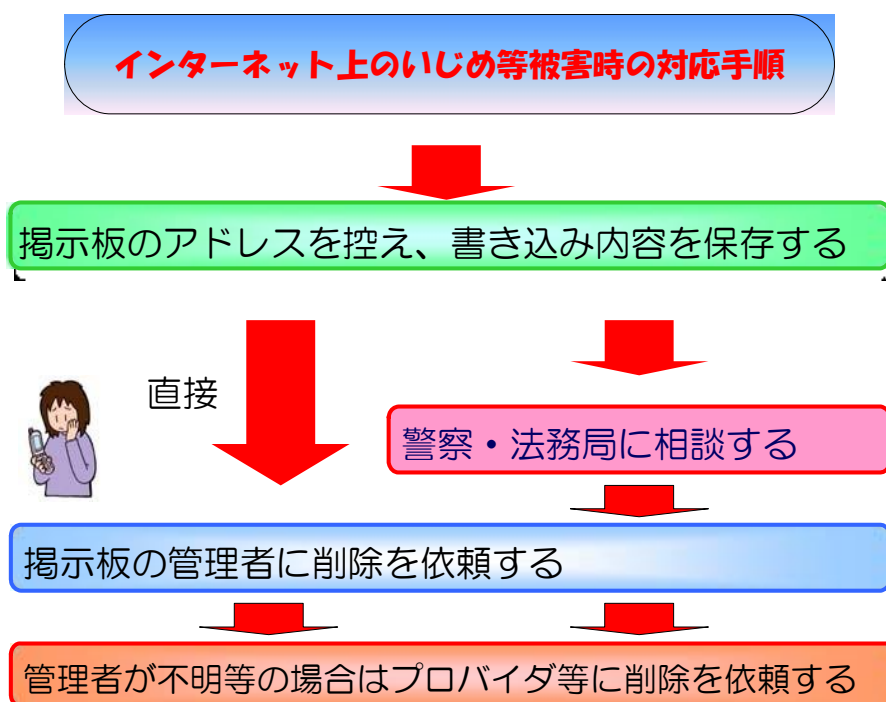 インターネット上のいじめ等被害時の対応手順
掲示板のアドレスを控え、書き込み内容を保存する
直接
警察・法務局に相談する
掲示板の管理者に削除を依頼する
管理者が不明等の場合はプロバイダ等に削除を依頼する